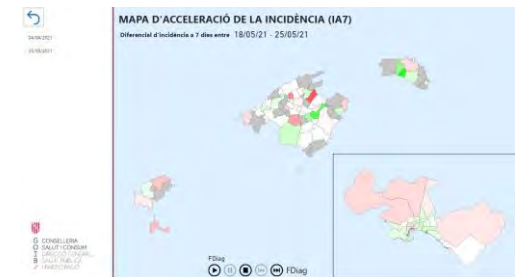 MAPA D'ACCELERACIÓ DE LA INCIDÈNCIA (IA7)
Diferencial d'incidència a 7 dies entre 18/05/21 - 25/05/21
G CONSELLERIA
O SALUT I CONSUM
I DIRECCIÓ GENERAL
B SALUT PÚBLICA
FDiag
FDiag